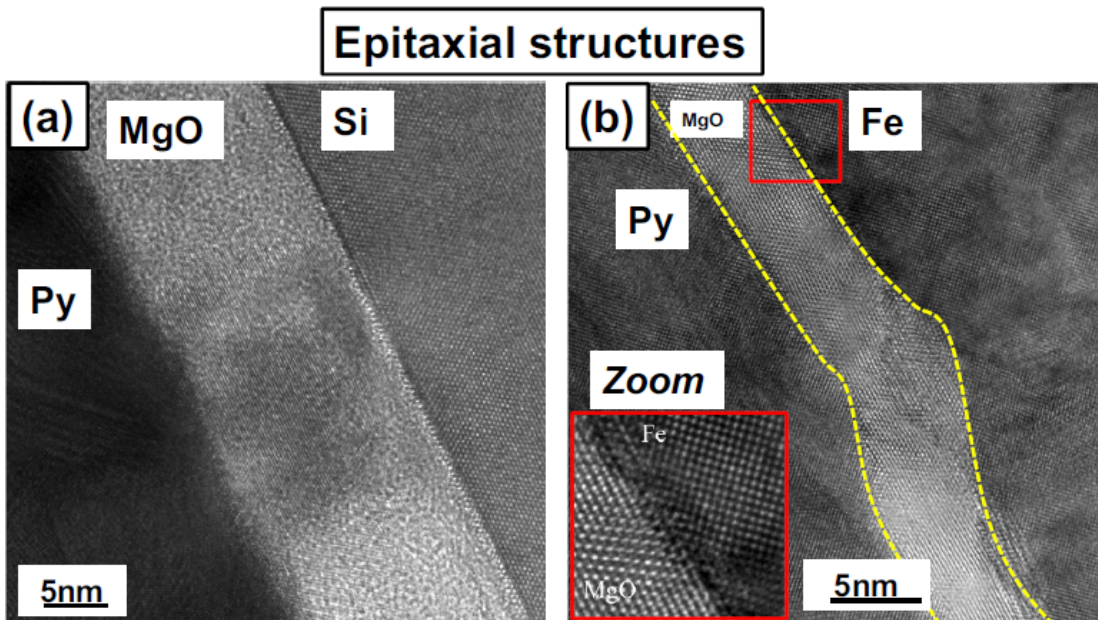 Epitaxial structures
(a)
MgO
Si
Py
5nm
(b)
MgO
Fe
Py
Zoom
Fe
MgO
5nm